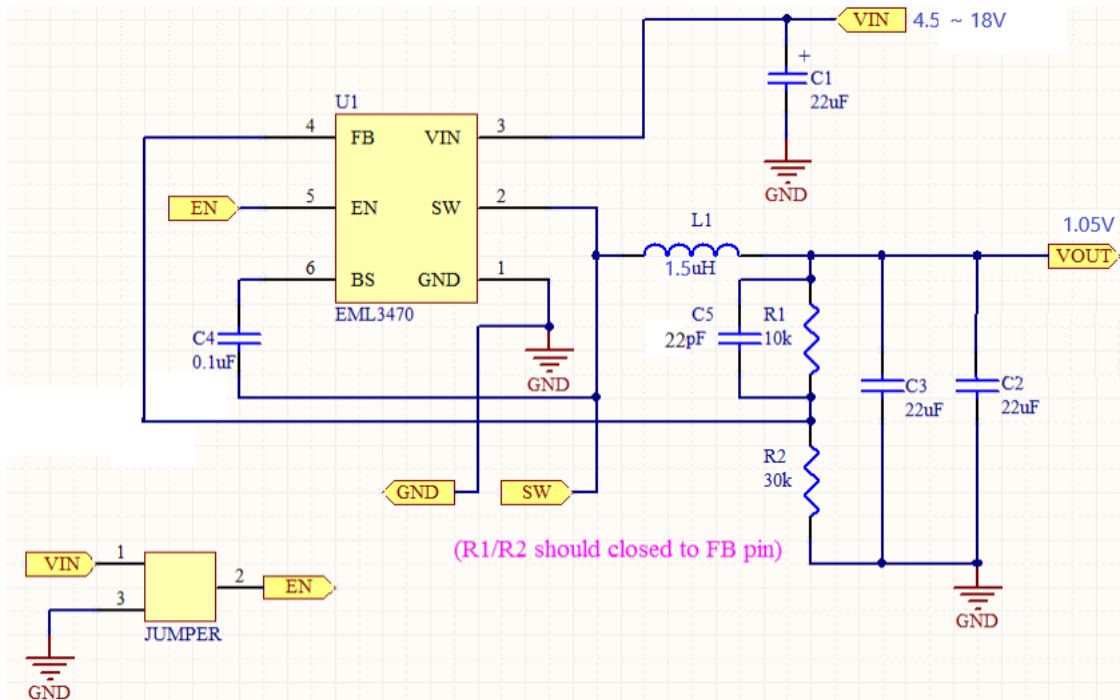 VIN 4.5 ~ 18V
+
C1
22uF
GND
U1
4 FB VIN 3
EN 5 EN SW 2
6 BS GND 1
EML3470
C4
0.1uF
GND
L1
1.5uH
1.05V
VOUT
C5
22pF
R1
10k
C3
22uF
C2
22uF
R2
30k
GND SW
(R1/R2 should closed to FB pin)
GND
VIN 1
2 EN
3
JUMPER
GND